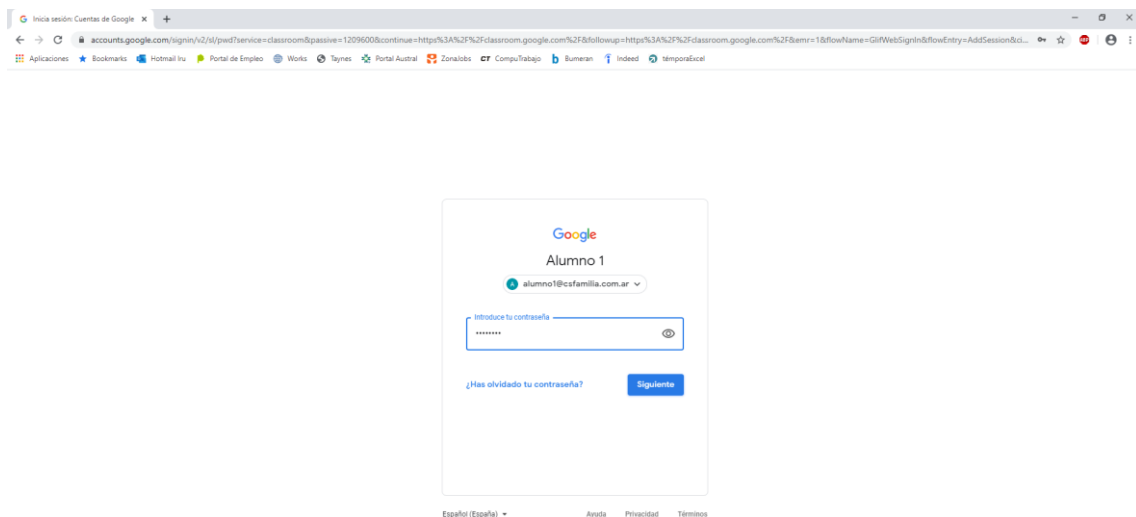 Inicia sesión: Cuentas de Google
accounts.google.com/signin/v2/sl/pwd?service=classroom&passive=1209600&continue=https%3A%2F%2Fclassroom.google.com%2F&followup=https%3A%2F%2Fclassroom.google.com%2F&emr=1&flowName=GlifWebSignIn&flowEntry=AddSession&ci...
Aplicaciones Bookmarks Hotmail Iru Portal de Empleo Works Taynes Portal Austral ZonaJobs CT CompuTrabajo Bumeran Indeed témporaExcel
Google
Alumno 1
A alumno1@csfamilia.com.ar
Introduce tu contraseña
••••••••
¿Has olvidado tu contraseña? Siguiente
Español (España) Ayuda Privacidad Términos